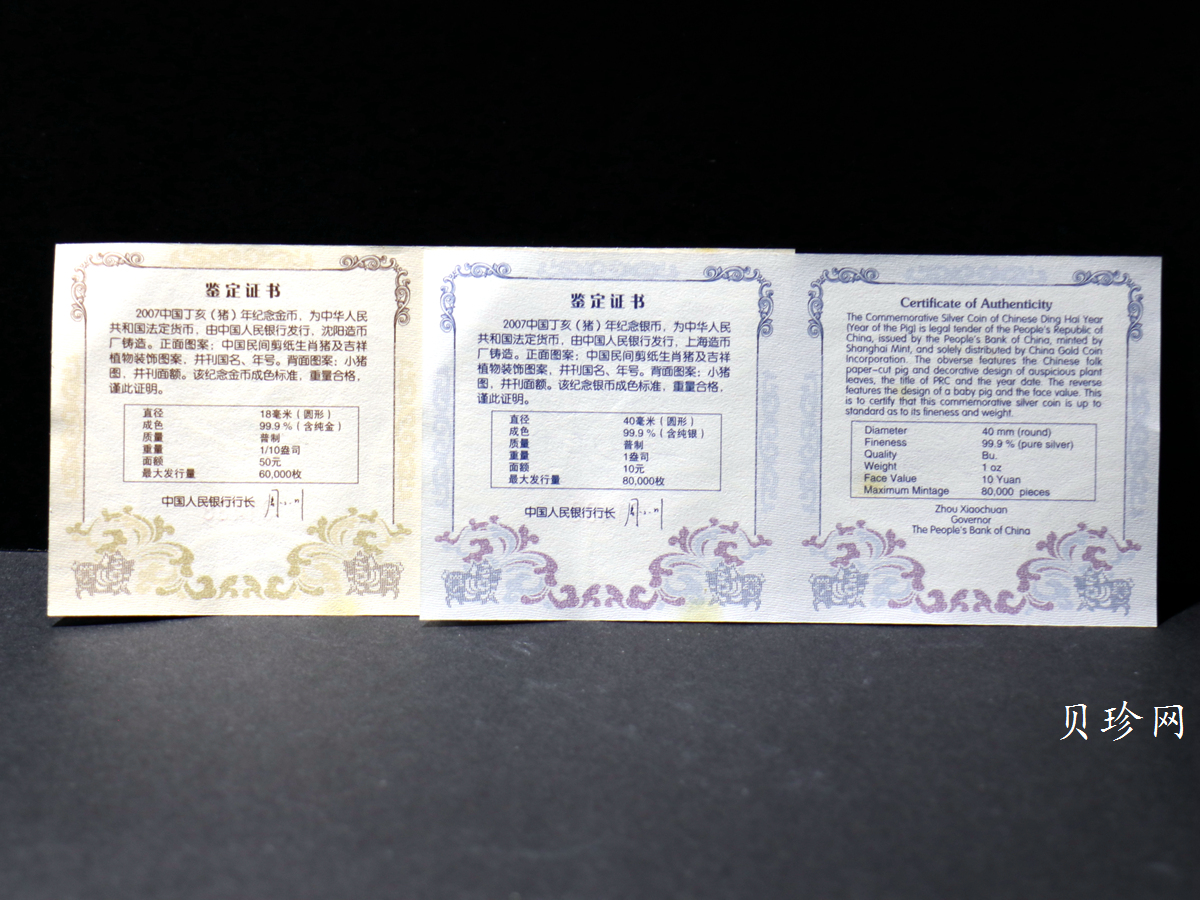 鉴定证书
2007中国丁亥（猪）年纪念金币，为中华人民
共和国法定货币，由中国人民银行发行，沈阳造币
厂铸造。正面图案：中国民间剪纸生肖猪及吉祥
植物装饰图案，并刊国名、年号。背面图案：小猪
图，并刊面额。该纪念金币成色标准，重量合格，
谨此证明。
直径 18毫米（圆形）
成色 99.9％（含纯金）
质量 普制
重量 1/10盎司
面额 50元
最大发行量 60,000枚
中国人民银行行长
鉴定证书
2007中国丁亥（猪）年纪念银币，为中华人民
共和国法定货币，由中国人民银行发行，上海造币
厂铸造。正面图案：中国民间剪纸生肖猪及吉祥
植物装饰图案，并刊国名、年号。背面图案：小猪
图，并刊面额。该纪念银币成色标准，重量合格，
谨此证明。
直径 40毫米（圆形）
成色 99.9％（含纯银）
质量 普制
重量 1盎司
面额 10元
最大发行量 80,000枚
中国人民银行行长
Certificate of Authenticity
The Commemorative Silver Coin of Chinese Ding Hai Year
(Year of the Pig) is legal tender of the People's Republic of
China, issued by the People's Bank of China, minted by
Shanghai Mint, and solely distributed by China Gold Coin
Incorporation. The obverse features the Chinese folk
paper-cut pig and decorative design of auspicious plant
leaves, the title of PRC and the year date. The reverse
features the design of a baby pig and the face value. This
is to certify that this commemorative silver coin is up to
standard as to its fineness and weight.
Diameter 40 mm (round)
Fineness 99.9 % (pure silver)
Quality Bu.
Weight 1 oz
Face Value 10 Yuan
Maximum Mintage 80,000 pieces
Zhou Xiaochuan
Governor
The People's Bank of China
贝珍网